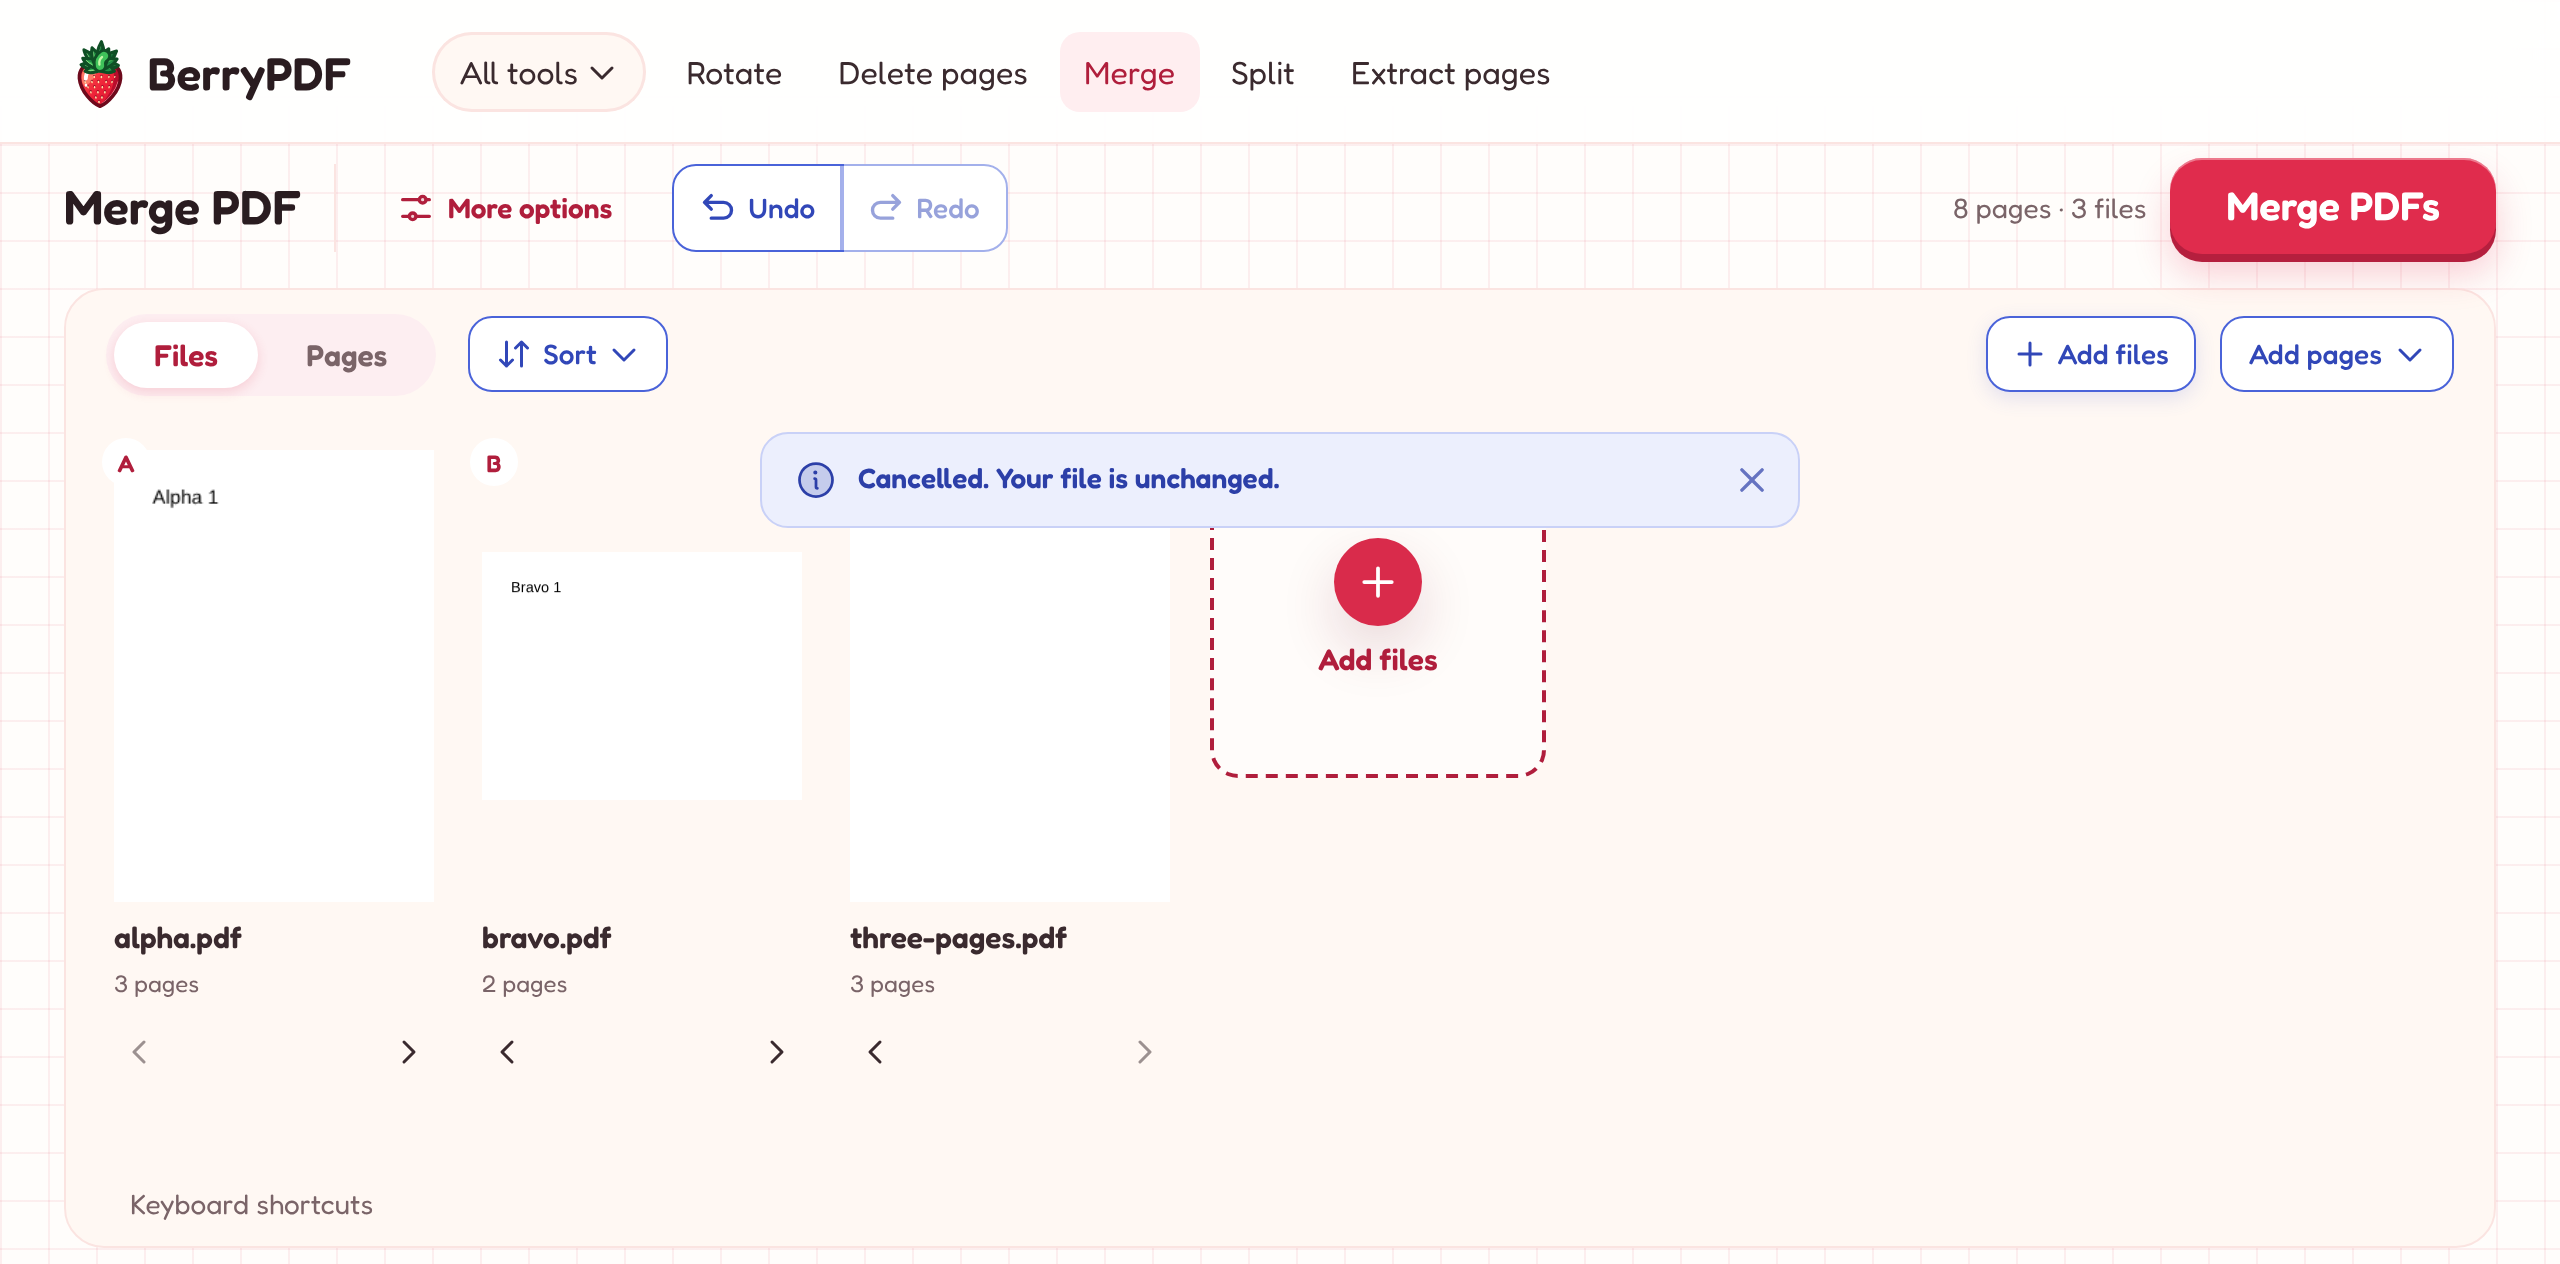 BerryPDF
All tools
Rotate
Delete pages
Merge
Split
Extract pages
Merge PDF
More options
Undo
Redo
8 pages · 3 files
Merge PDFs
Files
Pages
Sort
Add files
Add pages
Cancelled. Your file is unchanged.
A
Alpha 1
B
Bravo 1
Add files
alpha.pdf
3 pages
bravo.pdf
2 pages
three-pages.pdf
3 pages
Keyboard shortcuts